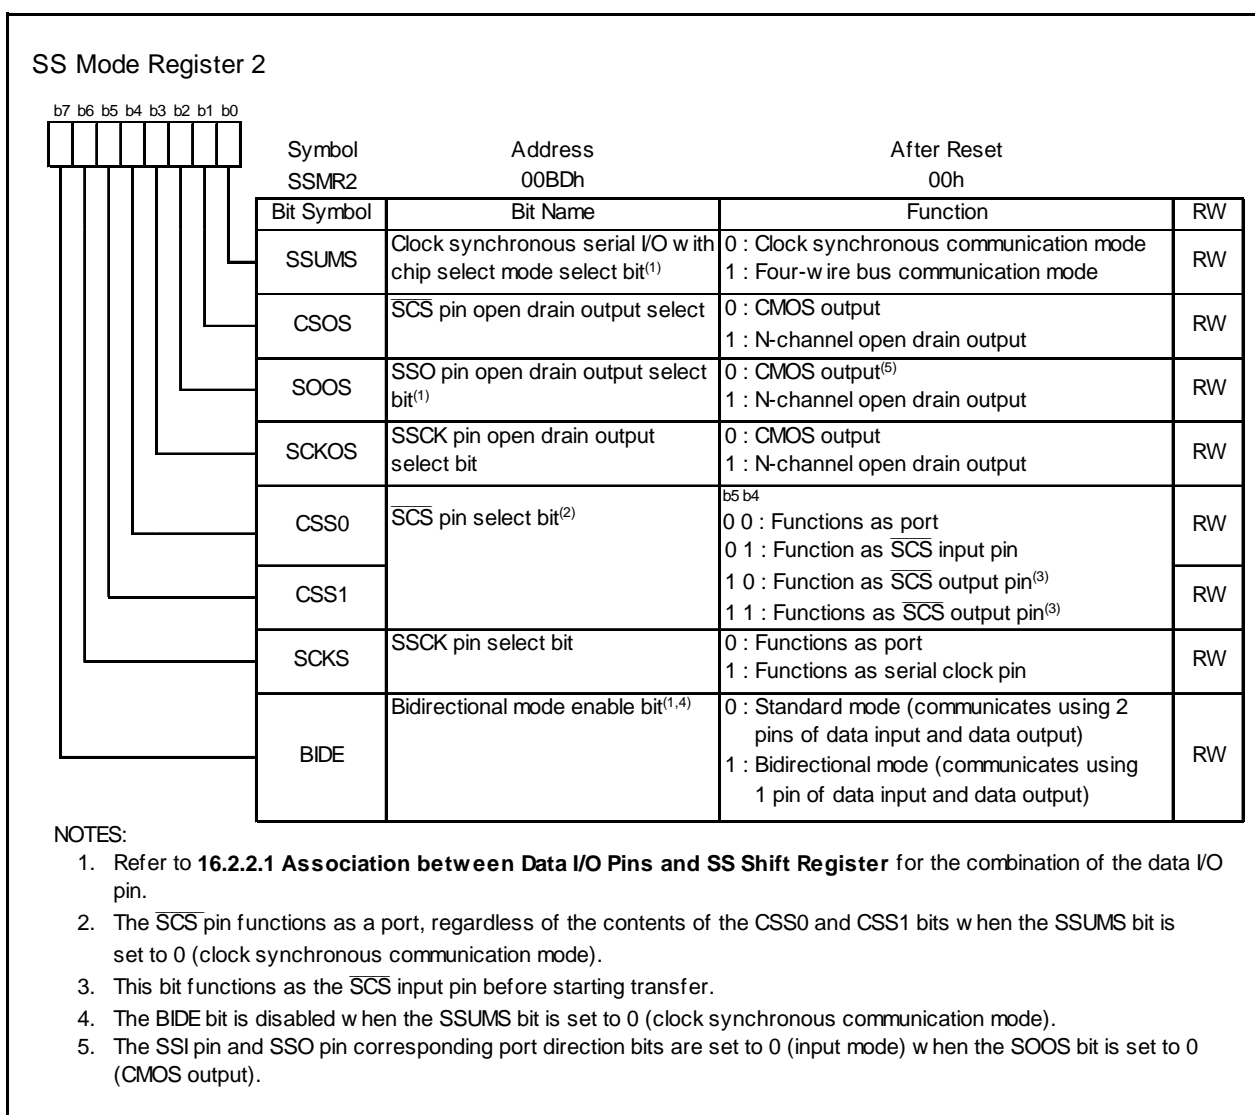 SS Mode Register 2
b7 b6 b5 b4 b3 b2 b1 b0
Symbol Address After Reset
SSMR2 00BDh 00h
Bit Symbol Bit Name Function RW
SSUMS
Clock synchronous serial I/O with
chip select mode select bit(1)
0 : Clock synchronous communication mode
1 : Four-wire bus communication mode
RW
CSOS
SCS pin open drain output select
0 : CMOS output
1 : N-channel open drain output
RW
SOOS
SSO pin open drain output select
bit(1)
0 : CMOS output(5)
1 : N-channel open drain output
RW
SCKOS
SSCK pin open drain output
select bit
0 : CMOS output
1 : N-channel open drain output
RW
CSS0
SCS pin select bit(2)
b5 b4
0 0 : Functions as port
0 1 : Function as SCS input pin
RW
CSS1
1 0 : Function as SCS output pin(3)
1 1 : Functions as SCS output pin(3)
RW
SCKS
SSCK pin select bit
0 : Functions as port
1 : Functions as serial clock pin
RW
BIDE
Bidirectional mode enable bit(1,4)
0 : Standard mode (communicates using 2
pins of data input and data output)
1 : Bidirectional mode (communicates using
1 pin of data input and data output)
RW
NOTES:
1. Refer to 16.2.2.1 Association between Data I/O Pins and SS Shift Register for the combination of the data I/O
pin.
2. The SCS pin functions as a port, regardless of the contents of the CSS0 and CSS1 bits when the SSUMS bit is
set to 0 (clock synchronous communication mode).
3. This bit functions as the SCS input pin before starting transfer.
4. The BIDE bit is disabled when the SSUMS bit is set to 0 (clock synchronous communication mode).
5. The SSI pin and SSO pin corresponding port direction bits are set to 0 (input mode) when the SOOS bit is set to 0
(CMOS output).